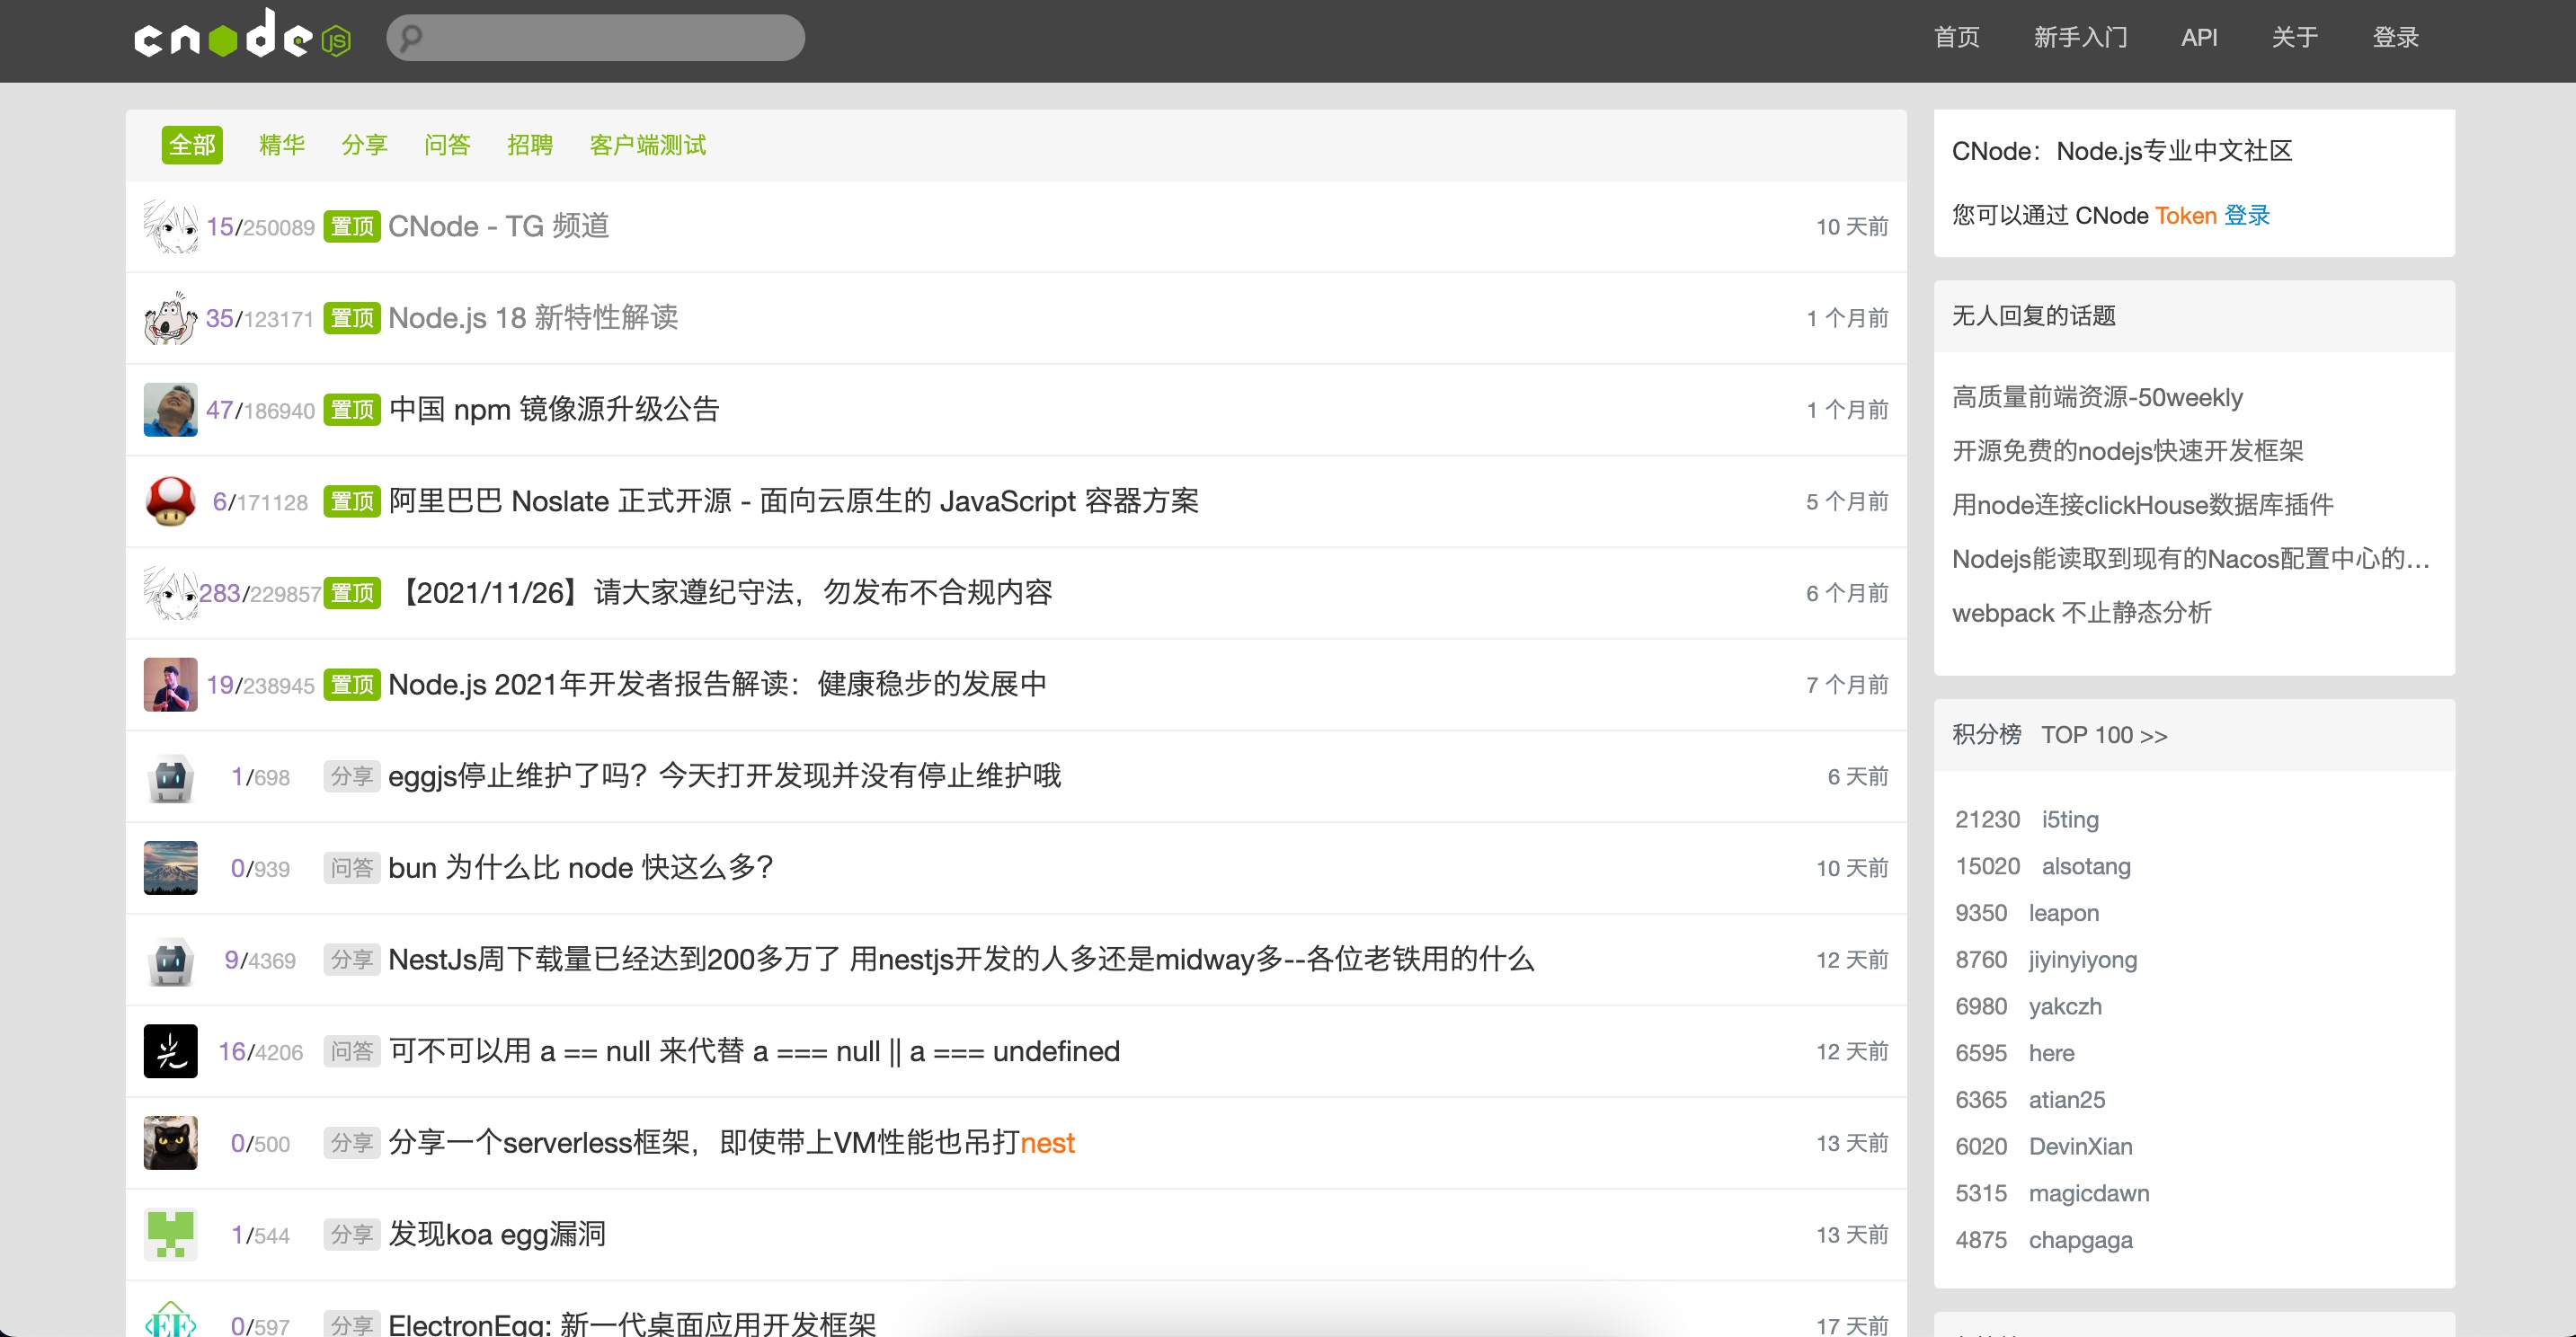 cnode JS
首页 新手入门 API 关于 登录
全部 精华 分享 问答 招聘 客户端测试
15/250089 置顶 CNode - TG 频道 10 天前
35/123171 置顶 Node.js 18 新特性解读 1 个月前
47/186940 置顶 中国 npm 镜像源升级公告 1 个月前
6/171128 置顶 阿里巴巴 Noslate 正式开源 - 面向云原生的 JavaScript 容器方案 5 个月前
283/229857 置顶 【2021/11/26】请大家遵纪守法，勿发布不合规内容 6 个月前
19/238945 置顶 Node.js 2021年开发者报告解读：健康稳步的发展中 7 个月前
1/698 分享 eggjs停止维护了吗？今天打开发现并没有停止维护哦 6 天前
0/939 问答 bun 为什么比 node 快这么多？ 10 天前
9/4369 分享 NestJs周下载量已经达到200多万了 用nestjs开发的人多还是midway多--各位老铁用的什么 12 天前
光 16/4206 问答 可不可以用 a == null 来代替 a === null || a === undefined 12 天前
0/500 分享 分享一个serverless框架，即使带上VM性能也吊打nest 13 天前
1/544 分享 发现koa egg漏洞 13 天前
EE 0/597 分享 ElectronEgg: 新一代桌面应用开发框架 17 天前
CNode：Node.js专业中文社区
您可以通过 CNode Token 登录
无人回复的话题
高质量前端资源-50weekly
开源免费的nodejs快速开发框架
用node连接clickHouse数据库插件
Nodejs能读取到现有的Nacos配置中心的...
webpack 不止静态分析
积分榜 TOP 100 >>
21230 i5ting
15020 alsotang
9350 leapon
8760 jiyinyiyong
6980 yakczh
6595 here
6365 atian25
6020 DevinXian
5315 magicdawn
4875 chapgaga